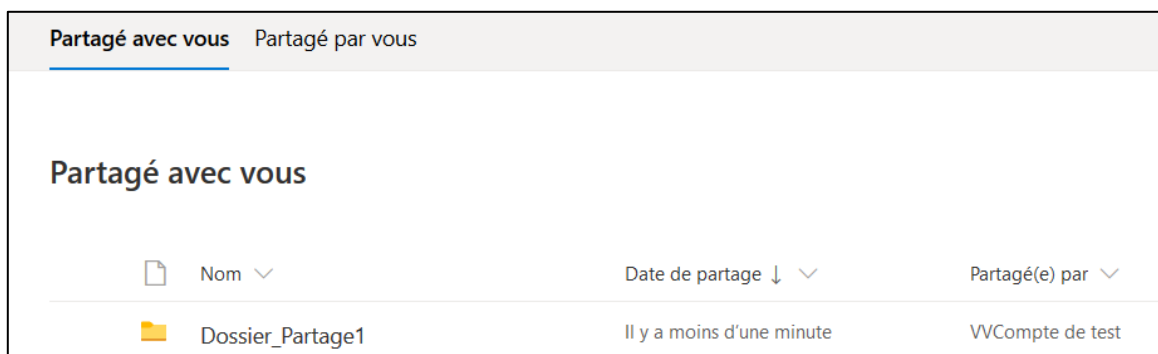 Partagé avec vous Partagé par vous
Partagé avec vous
Nom Date de partage ↓ Partagé(e) par
Dossier_Partage1 Il y a moins d'une minute VVCompte de test